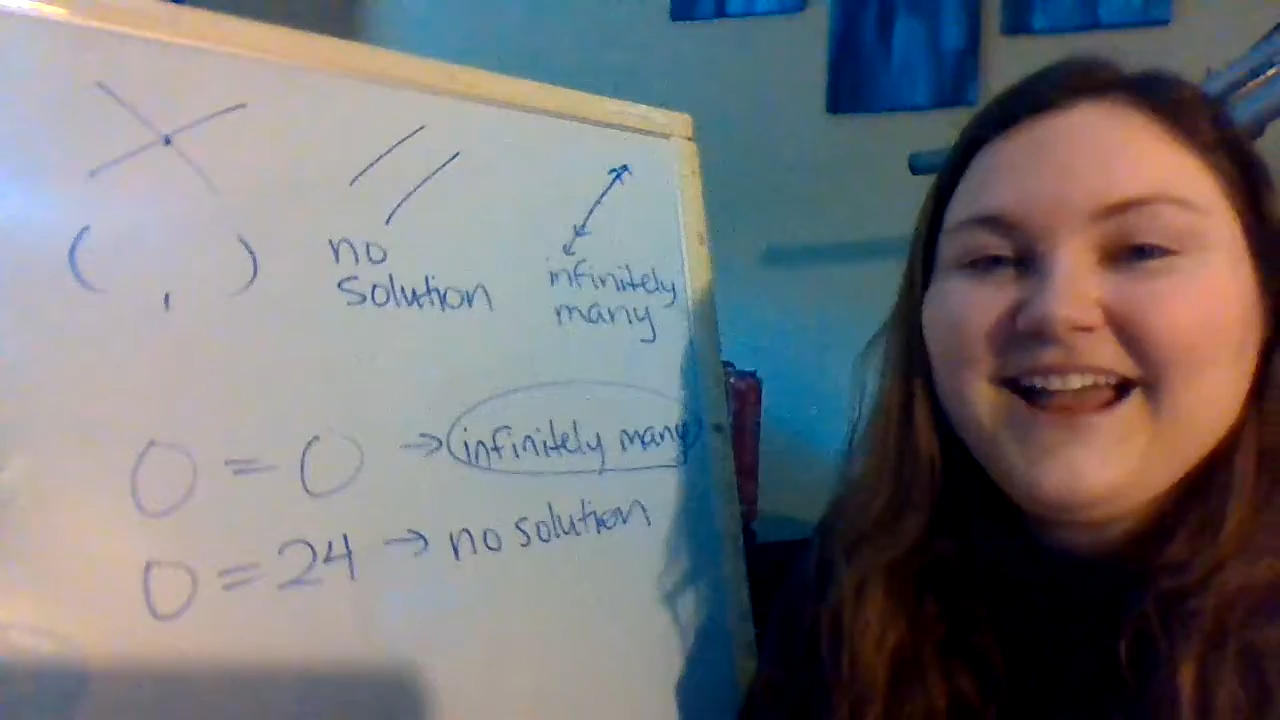 ( , )
no
solution
infinitely
many
0 = 0 → infinitely many
0 = 24 → no solution